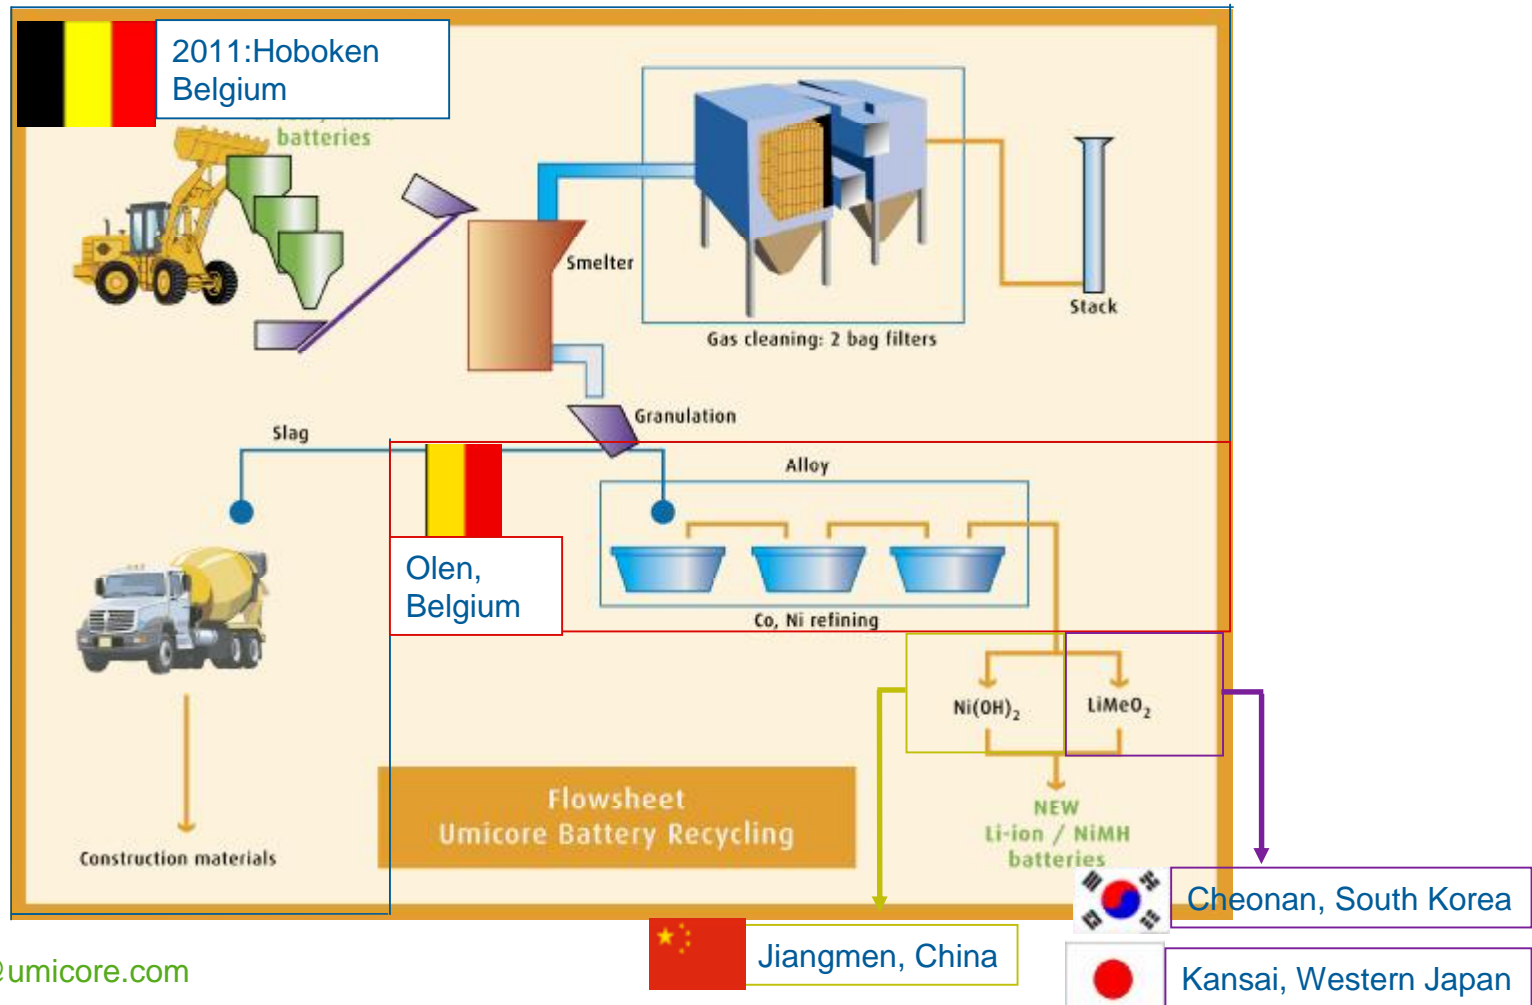 2011:Hoboken
Belgium
batteries
Smelter
Stack
Gas cleaning: 2 bag filters
Granulation
Slag
Alloy
Olen,
Belgium
Co, Ni refining
Ni(OH)₂
LiMeO₂
Flowsheet
Umicore Battery Recycling
NEW
Li-ion / NiMH
batteries
Construction materials
Cheonan, South Korea
Jiangmen, China
@umicore.com
Kansai, Western Japan